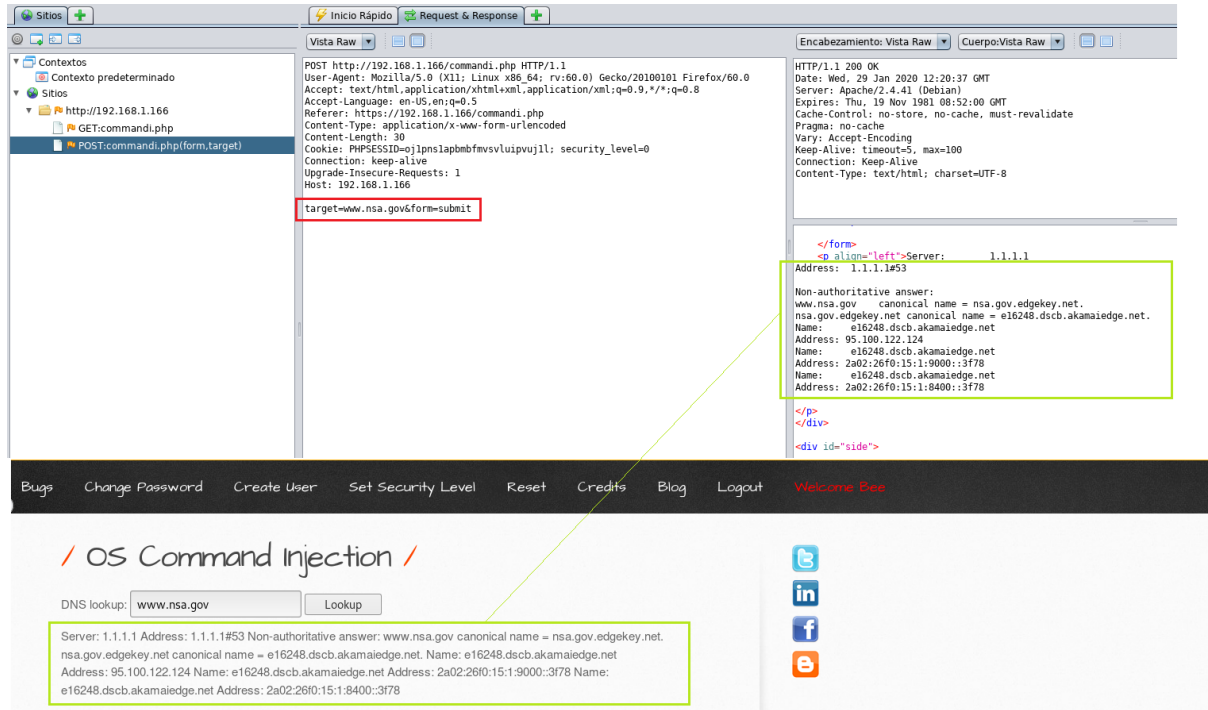 Sitios
Inicio Rápido
Request & Response
Vista Raw
Encabezamiento: Vista Raw
Cuerpo:Vista Raw
Contextos
Contexto predeterminado
Sitios
http://192.168.1.166
GET:commandi.php
POST:commandi.php(form,target)
POST http://192.168.1.166/commandi.php HTTP/1.1
User-Agent: Mozilla/5.0 (X11; Linux x86_64; rv:60.0) Gecko/20100101 Firefox/60.0
Accept: text/html,application/xhtml+xml,application/xml;q=0.9,*/*;q=0.8
Accept-Language: en-US,en;q=0.5
Referer: https://192.168.1.166/commandi.php
Content-Type: application/x-www-form-urlencoded
Content-Length: 30
Cookie: PHPSESSID=oj1pns1apbmbfmvsvluipvuj1l; security_level=0
Connection: keep-alive
Upgrade-Insecure-Requests: 1
Host: 192.168.1.166
target=www.nsa.gov&form=submit
HTTP/1.1 200 OK
Date: Wed, 29 Jan 2020 12:20:37 GMT
Server: Apache/2.4.41 (Debian)
Expires: Thu, 19 Nov 1981 08:52:00 GMT
Cache-Control: no-store, no-cache, must-revalidate
Pragma: no-cache
Vary: Accept-Encoding
Keep-Alive: timeout=5, max=100
Connection: Keep-Alive
Content-Type: text/html; charset=UTF-8
</form>
<p align="left">Server: 1.1.1.1
Address: 1.1.1.1#53
Non-authoritative answer:
www.nsa.gov canonical name = nsa.gov.edgekey.net.
nsa.gov.edgekey.net canonical name = e16248.dscb.akamaiedge.net.
Name: e16248.dscb.akamaiedge.net
Address: 95.100.122.124
Name: e16248.dscb.akamaiedge.net
Address: 2a02:26f0:15:1:9000::3f78
Name: e16248.dscb.akamaiedge.net
Address: 2a02:26f0:15:1:8400::3f78
</p>
</div>
<div id="side">
Bugs Change Password Create User Set Security Level Reset Credits Blog Logout Welcome Bee
/ OS Command Injection /
DNS lookup: www.nsa.gov Lookup
Server: 1.1.1.1 Address: 1.1.1.1#53 Non-authoritative answer: www.nsa.gov canonical name = nsa.gov.edgekey.net.
nsa.gov.edgekey.net canonical name = e16248.dscb.akamaiedge.net. Name: e16248.dscb.akamaiedge.net
Address: 95.100.122.124 Name: e16248.dscb.akamaiedge.net Address: 2a02:26f0:15:1:9000::3f78 Name:
e16248.dscb.akamaiedge.net Address: 2a02:26f0:15:1:8400::3f78